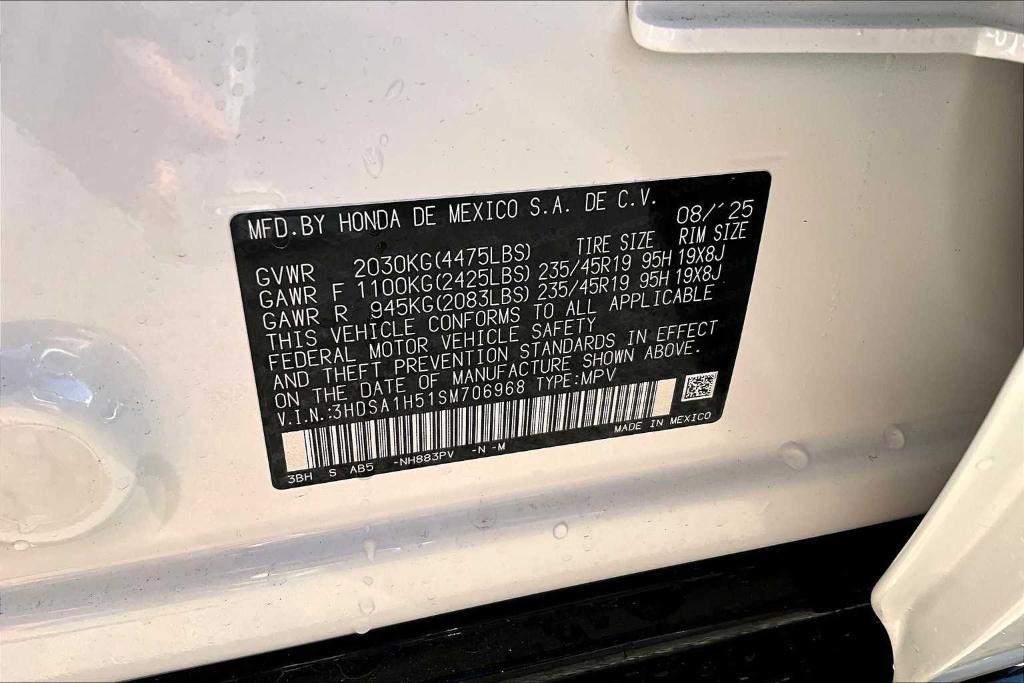 MFD.BY HONDA DE MEXICO S.A. DE C.V. 08/'25
GVWR 2030KG(4475LBS) TIRE SIZE RIM SIZE
GAWR F 1100KG(2425LBS) 235/45R19 95H 19X8J
GAWR R 945KG(2083LBS) 235/45R19 95H 19X8J
THIS VEHICLE CONFORMS TO ALL APPLICABLE
FEDERAL MOTOR VEHICLE SAFETY
AND THEFT PREVENTION STANDARDS IN EFFECT
ON THE DATE OF MANUFACTURE SHOWN ABOVE.
V.I.N.:3HDSA1H51SM706968 TYPE:MPV
MADE IN MEXICO
3BH S AB5 -NH883PV -N -M